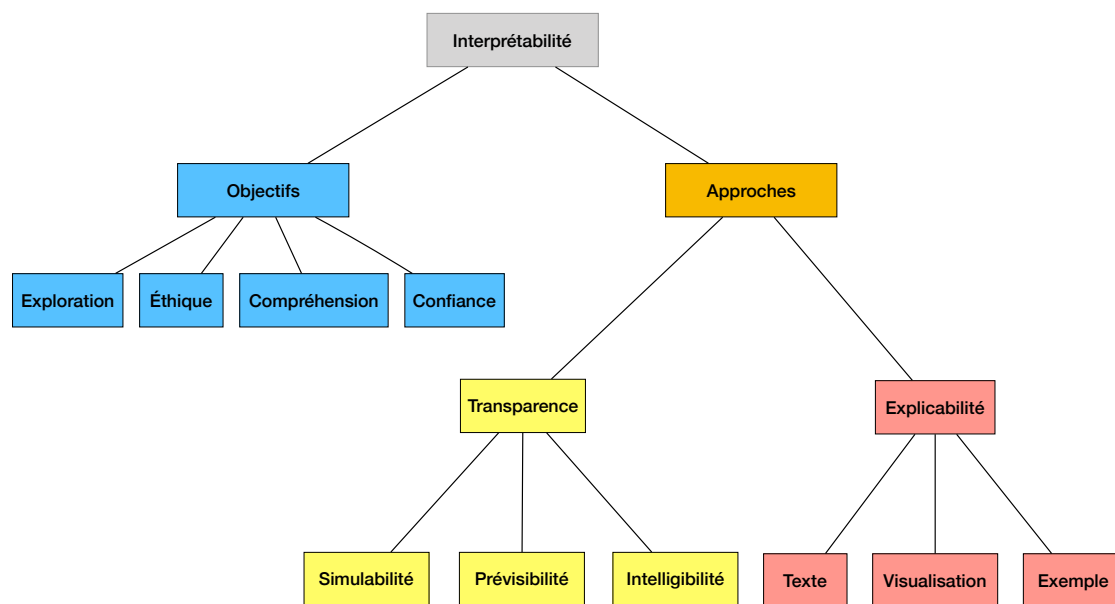 Interprétabilité
Objectifs
Approches
Exploration
Éthique
Compréhension
Confiance
Transparence
Explicabilité
Simulabilité
Prévisibilité
Intelligibilité
Texte
Visualisation
Exemple